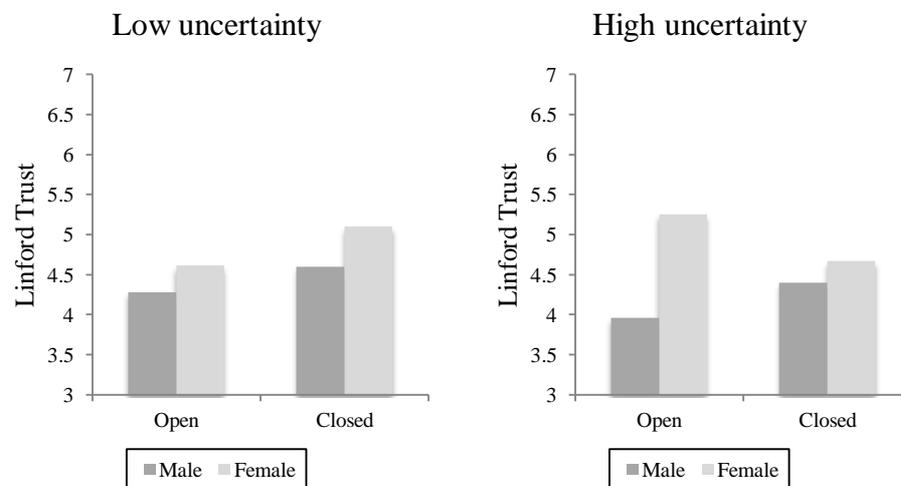 Low uncertainty
Linford Trust
7
6.5
6
5.5
5
4.5
4
3.5
3
Open Closed
Male Female
High uncertainty
Linford Trust
7
6.5
6
5.5
5
4.5
4
3.5
3
Open Closed
Male Female